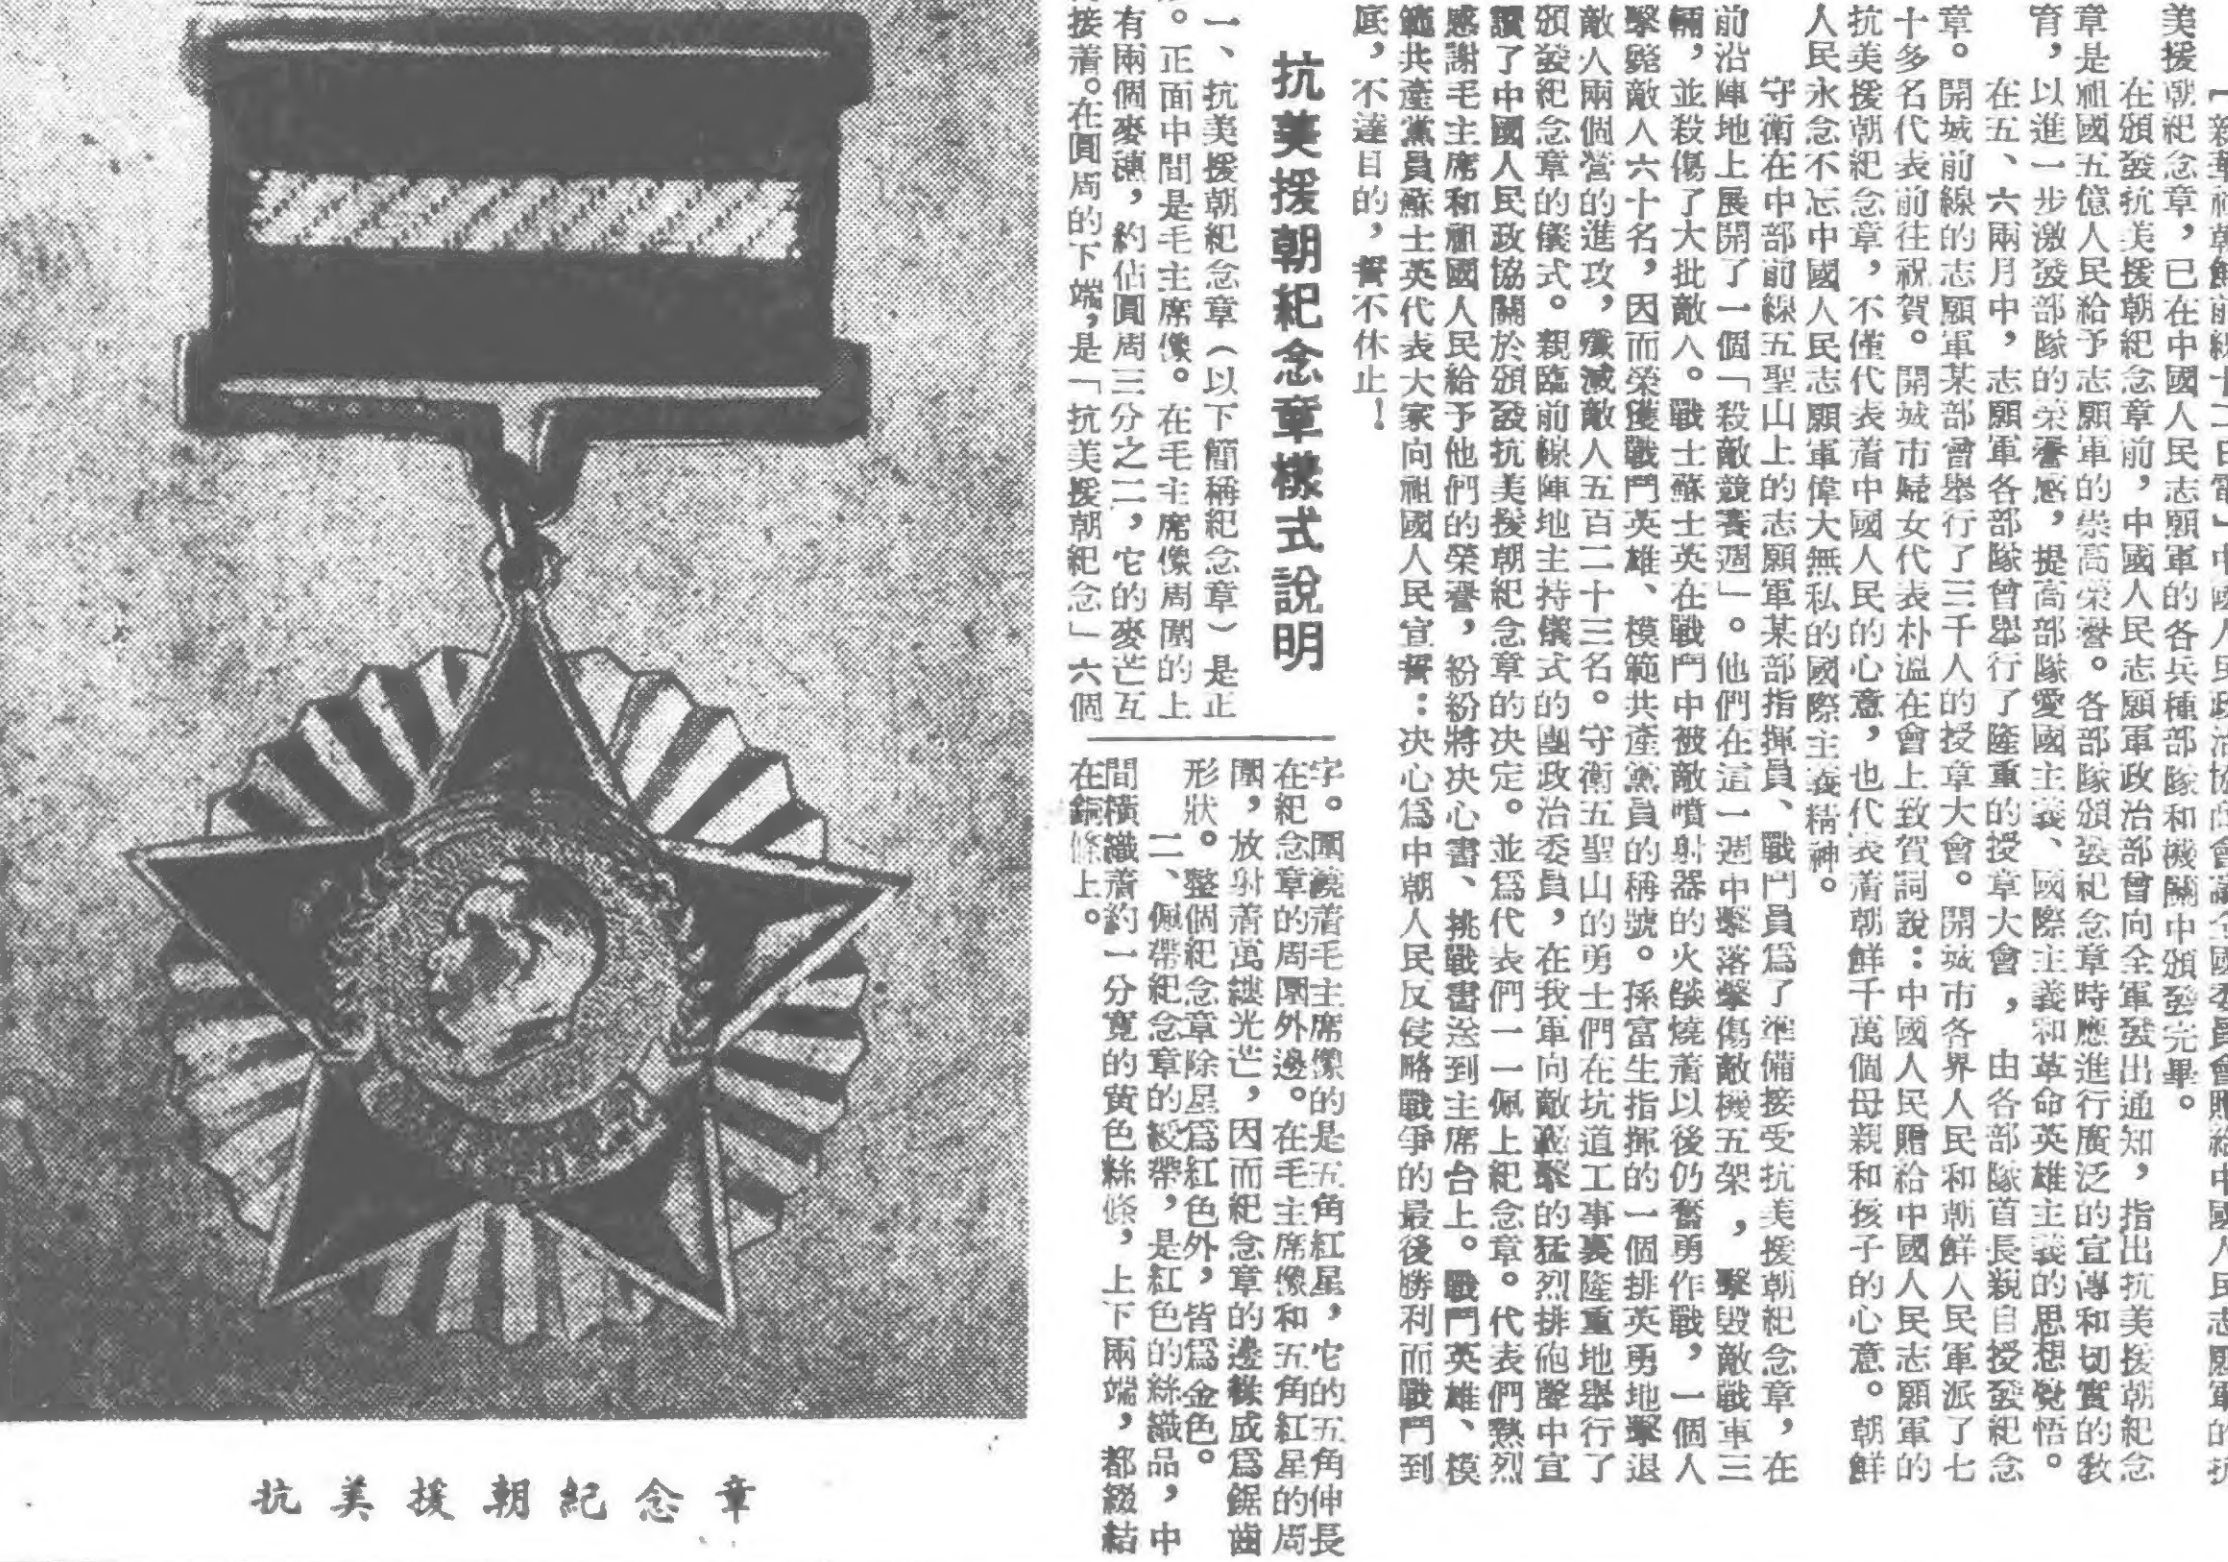 美援朝紀念章,已在中國人民志願軍的各兵種部隊和機關中頒發完畢。
在頒發抗美援朝紀念章前,中國人民志願軍政治部曾向全軍發出通知,指出抗美援朝紀念
章是祖國五億人民給予志願軍的崇高榮譽。各部隊頒發紀念章時應進行廣泛的宣傳和切實的教
育,以進一步激發部隊的榮譽感,提高部隊愛國主義、國際主義和革命英雄主義的思想覺悟。
在五、六兩月中,志願軍各部隊曾舉行了隆重的授章大會,由各部隊首長親自授發紀念
章。開城前線的志願軍某部曾舉行了三千人的授章大會。開城市各界人民和朝鮮人民軍派了七
十多名代表前往祝賀。開城市婦女代表朴溫在會上致賀詞說:中國人民贈給中國人民志願軍的
抗美援朝紀念章,不僅代表着中國人民的心意,也代表着朝鮮千萬個母親和孩子的心意。朝鮮
人民永念不忘中國人民志願軍偉大無私的國際主義精神。
守衛在中部前線五聖山上的志願軍某部指揮員、戰鬥員爲了準備接受抗美援朝紀念章,在
前沿陣地上展開了一個「殺敵競賽週」。他們在這一週中擊落擊傷敵機五架,擊毀敵戰車三
輛,並殺傷了大批敵人。戰士蘇士英在戰鬥中被敵噴射器的火燄燒着以後仍奮勇作戰,一個人
擊斃敵人六十名,因而榮獲戰鬥英雄、模範共產黨員的稱號。孫富生指揮的一個排英勇地擊退
敵人兩個營的進攻,殲滅敵人五百二十三名。守衛五聖山的勇士們在坑道工事裏隆重地舉行了
頒發紀念章的儀式。親臨前線陣地主持儀式的團政治委員,在我軍向敵轟擊的猛烈排砲聲中宣
讀了中國人民政協關於頒發抗美援朝紀念章的決定。並爲代表們一一佩上紀念章。代表們熱烈
感謝毛主席和祖國人民給予他們的榮譽,紛紛將決心書、挑戰書送到主席台上。戰鬥英雄、模
範共產黨員蘇士英代表大家向祖國人民宣誓:決心爲中朝人民反侵略戰爭的最後勝利而戰鬥到
底,不達目的,誓不休止!
抗美援朝紀念章樣式說明
一、抗美援朝紀念章(以下簡稱紀念章)是正
。正面中間是毛主席像。在毛主席像周圍的上
有兩個麥穗,約佔圓周三分之二,它的麥芒互
接着。在圓周的下端,是「抗美援朝紀念」六個
字。圍繞着毛主席像的是五角紅星,它的五角伸長
在紀念章的周圍外邊。在毛主席像和五角紅星的周
圍,放射着萬縷光芒,因而紀念章的邊緣成爲鋸齒
形狀。整個紀念章除星爲紅色外,皆爲金色。
二、佩帶紀念章的綬帶,是紅色的絲織品,中
間橫織着約一分寬的黃色絲條,上下兩端,都綴結
在銅條上。
抗美援朝紀念章